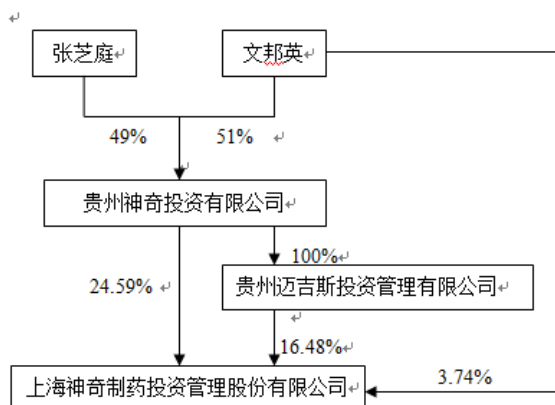 张芝庭
文邦英
49%
51%
贵州神奇投资有限公司
100%
24.59%
贵州迈吉斯投资管理有限公司
16.48%
3.74%
上海神奇制药投资管理股份有限公司